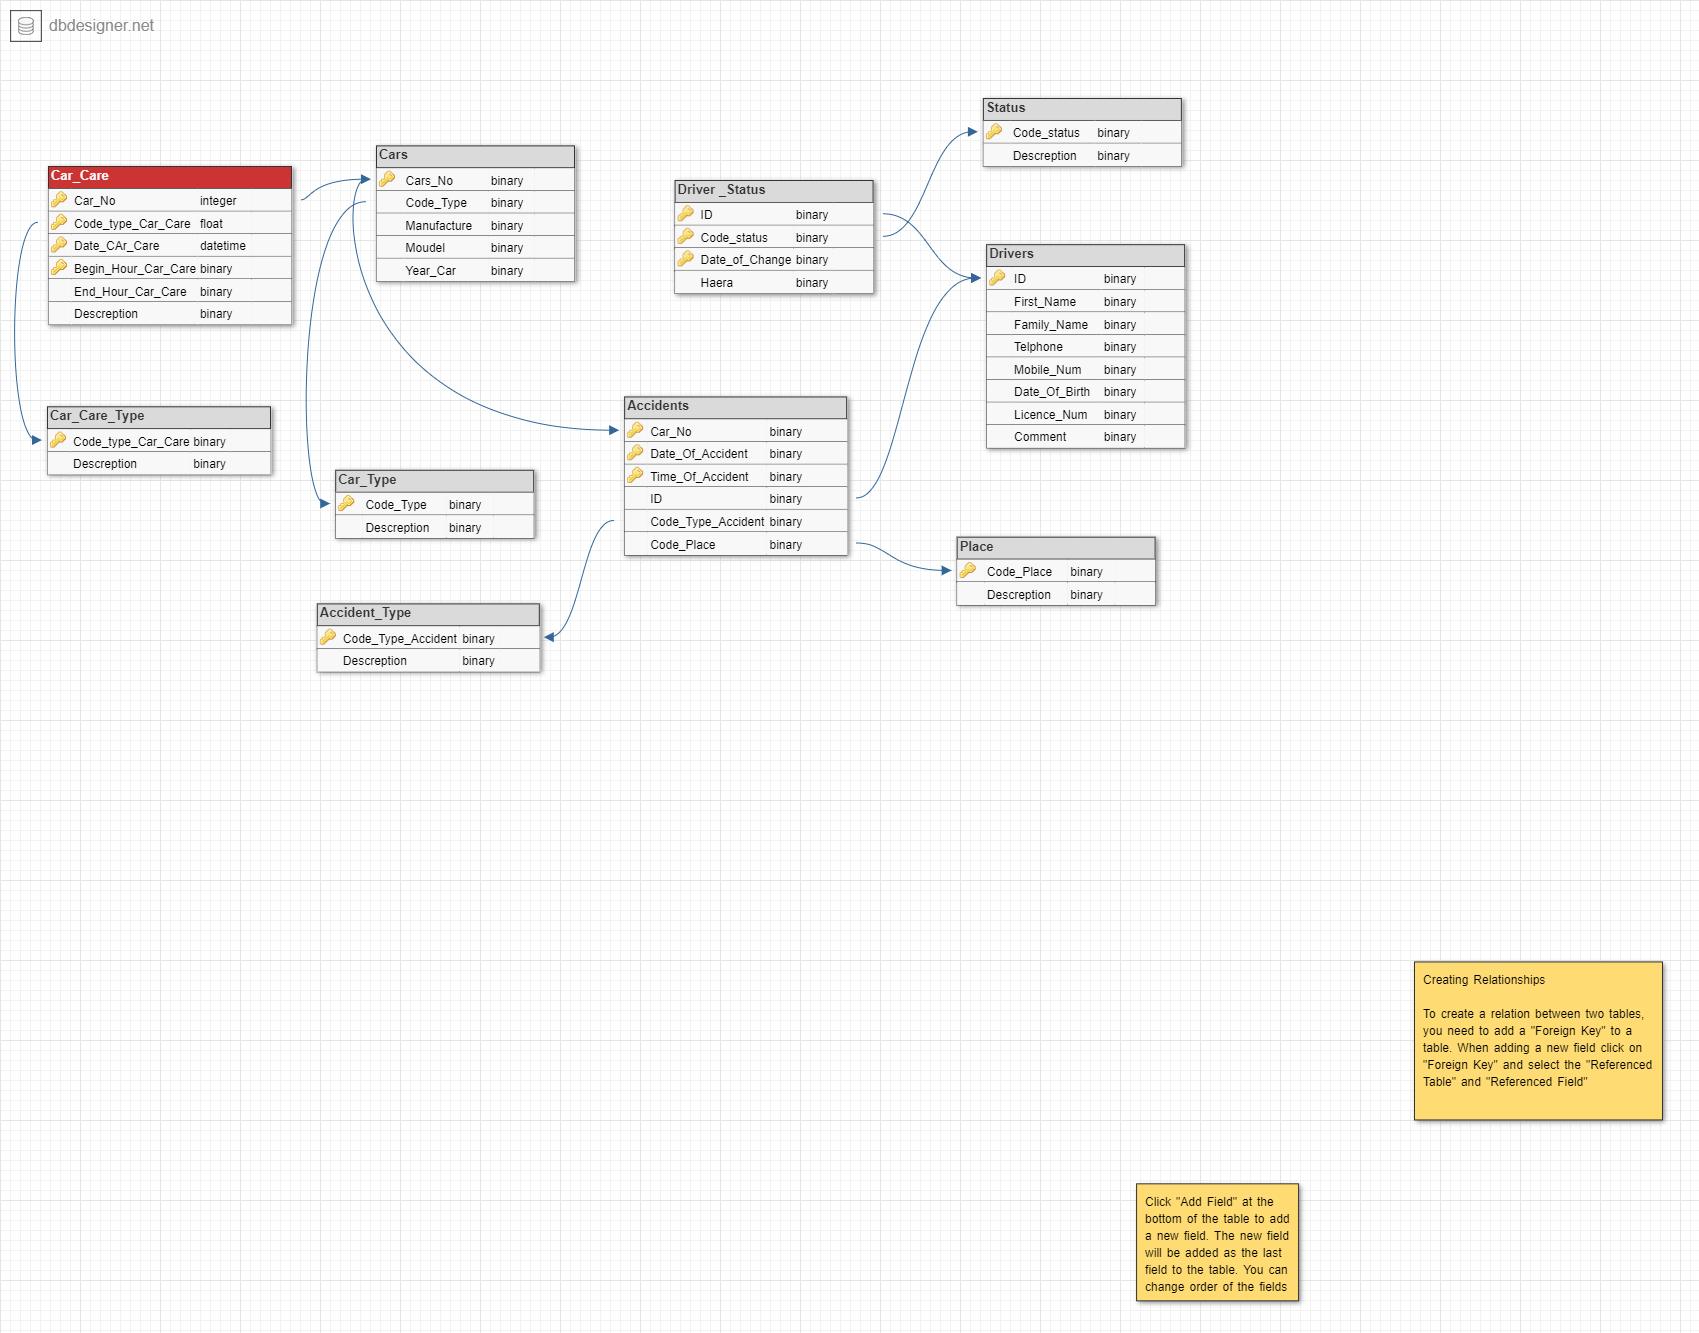 dbdesigner.net
Car_Care
Car_No integer
Code_type_Car_Care float
Date_CAr_Care datetime
Begin_Hour_Car_Care binary
End_Hour_Car_Care binary
Descreption binary
Cars
Cars_No binary
Code_Type binary
Manufacture binary
Moudel binary
Year_Car binary
Driver _Status
ID binary
Code_status binary
Date_of_Change binary
Haera binary
Status
Code_status binary
Descreption binary
Drivers
ID binary
First_Name binary
Family_Name binary
Telphone binary
Mobile_Num binary
Date_Of_Birth binary
Licence_Num binary
Comment binary
Car_Care_Type
Code_type_Car_Care binary
Descreption binary
Car_Type
Code_Type binary
Descreption binary
Accidents
Car_No binary
Date_Of_Accident binary
Time_Of_Accident binary
ID binary
Code_Type_Accident binary
Code_Place binary
Place
Code_Place binary
Descreption binary
Accident_Type
Code_Type_Accident binary
Descreption binary
Creating Relationships
To create a relation between two tables,
you need to add a "Foreign Key" to a
table. When adding a new field click on
"Foreign Key" and select the "Referenced
Table" and "Referenced Field"
Click "Add Field" at the
bottom of the table to add
a new field. The new field
will be added as the last
field to the table. You can
change order of the fields